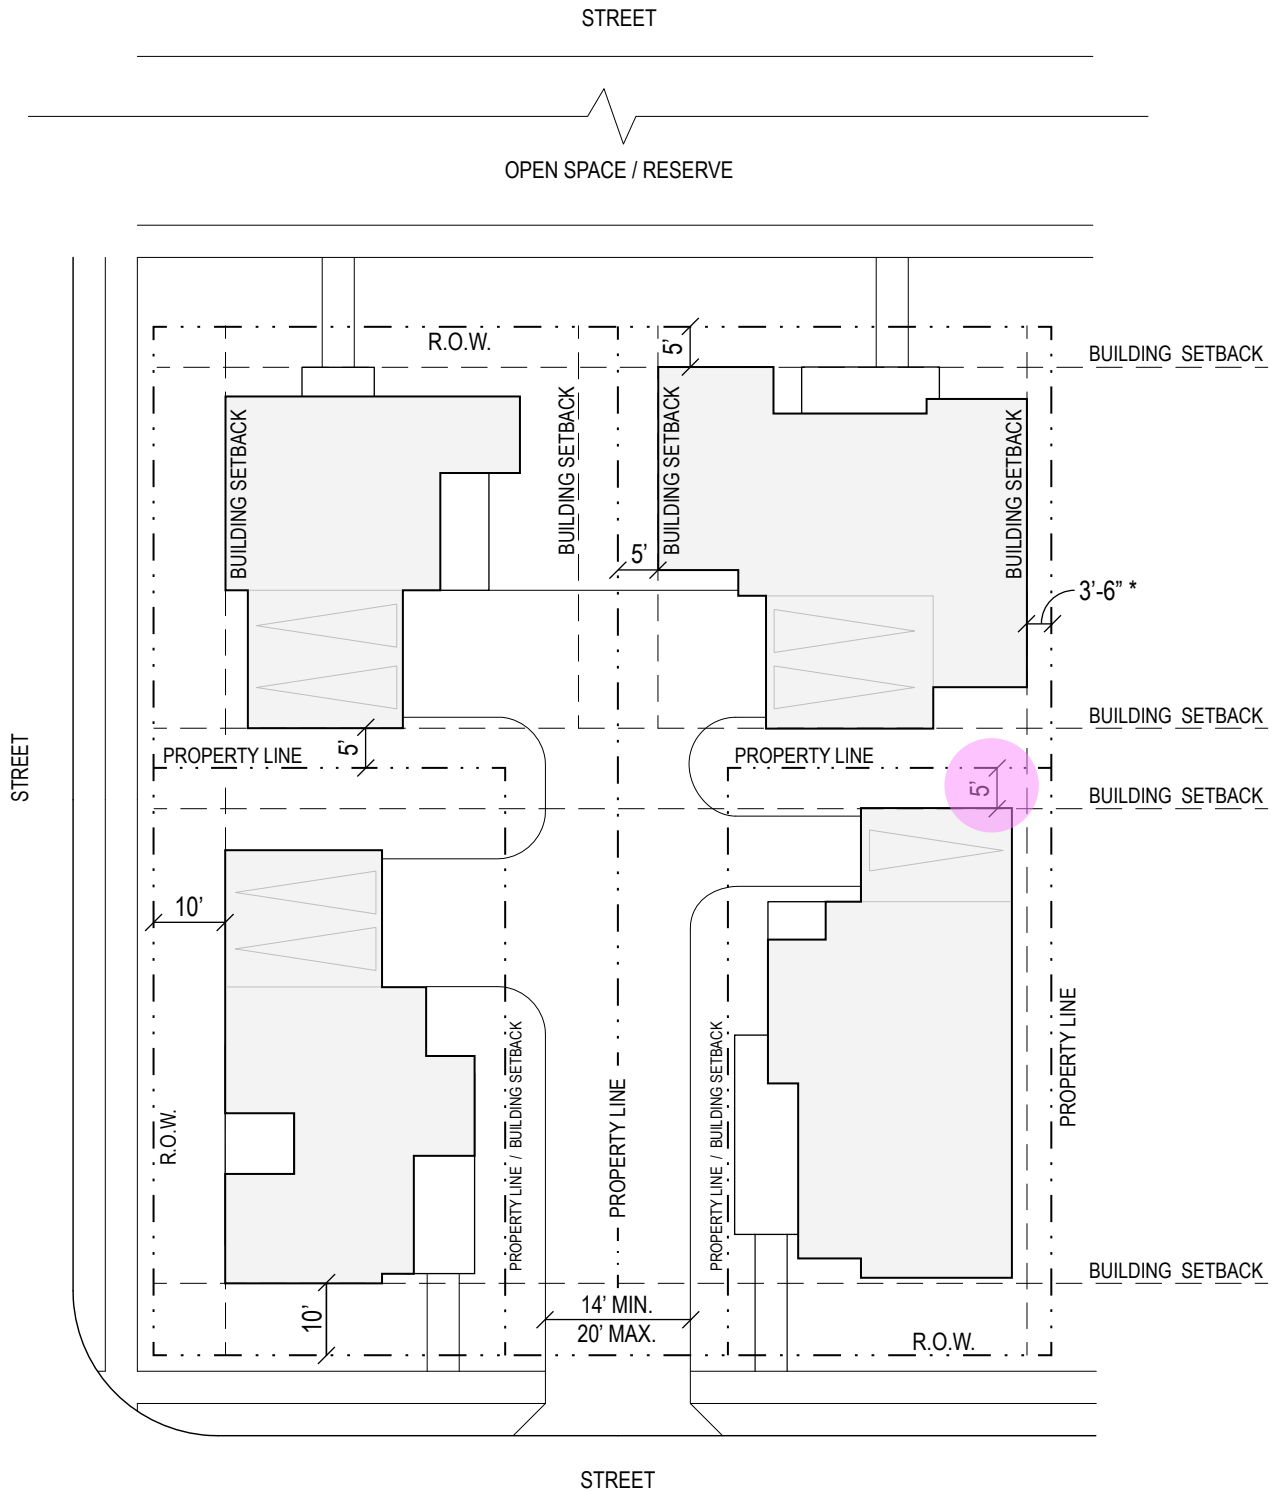 STREET
OPEN SPACE / RESERVE
R.O.W.
5’
BUILDING SETBACK
BUILDING SETBACK
BUILDING SETBACK
BUILDING SETBACK
BUILDING SETBACK
5’
3’-6” *
BUILDING SETBACK
5’
PROPERTY LINE
PROPERTY LINE
STREET
5’
BUILDING SETBACK
10’
PROPERTY LINE
PROPERTY LINE / BUILDING SETBACK
PROPERTY LINE
PROPERTY LINE / BUILDING SETBACK
R.O.W.
BUILDING SETBACK
10’
14’ MIN.
20’ MAX.
R.O.W.
STREET